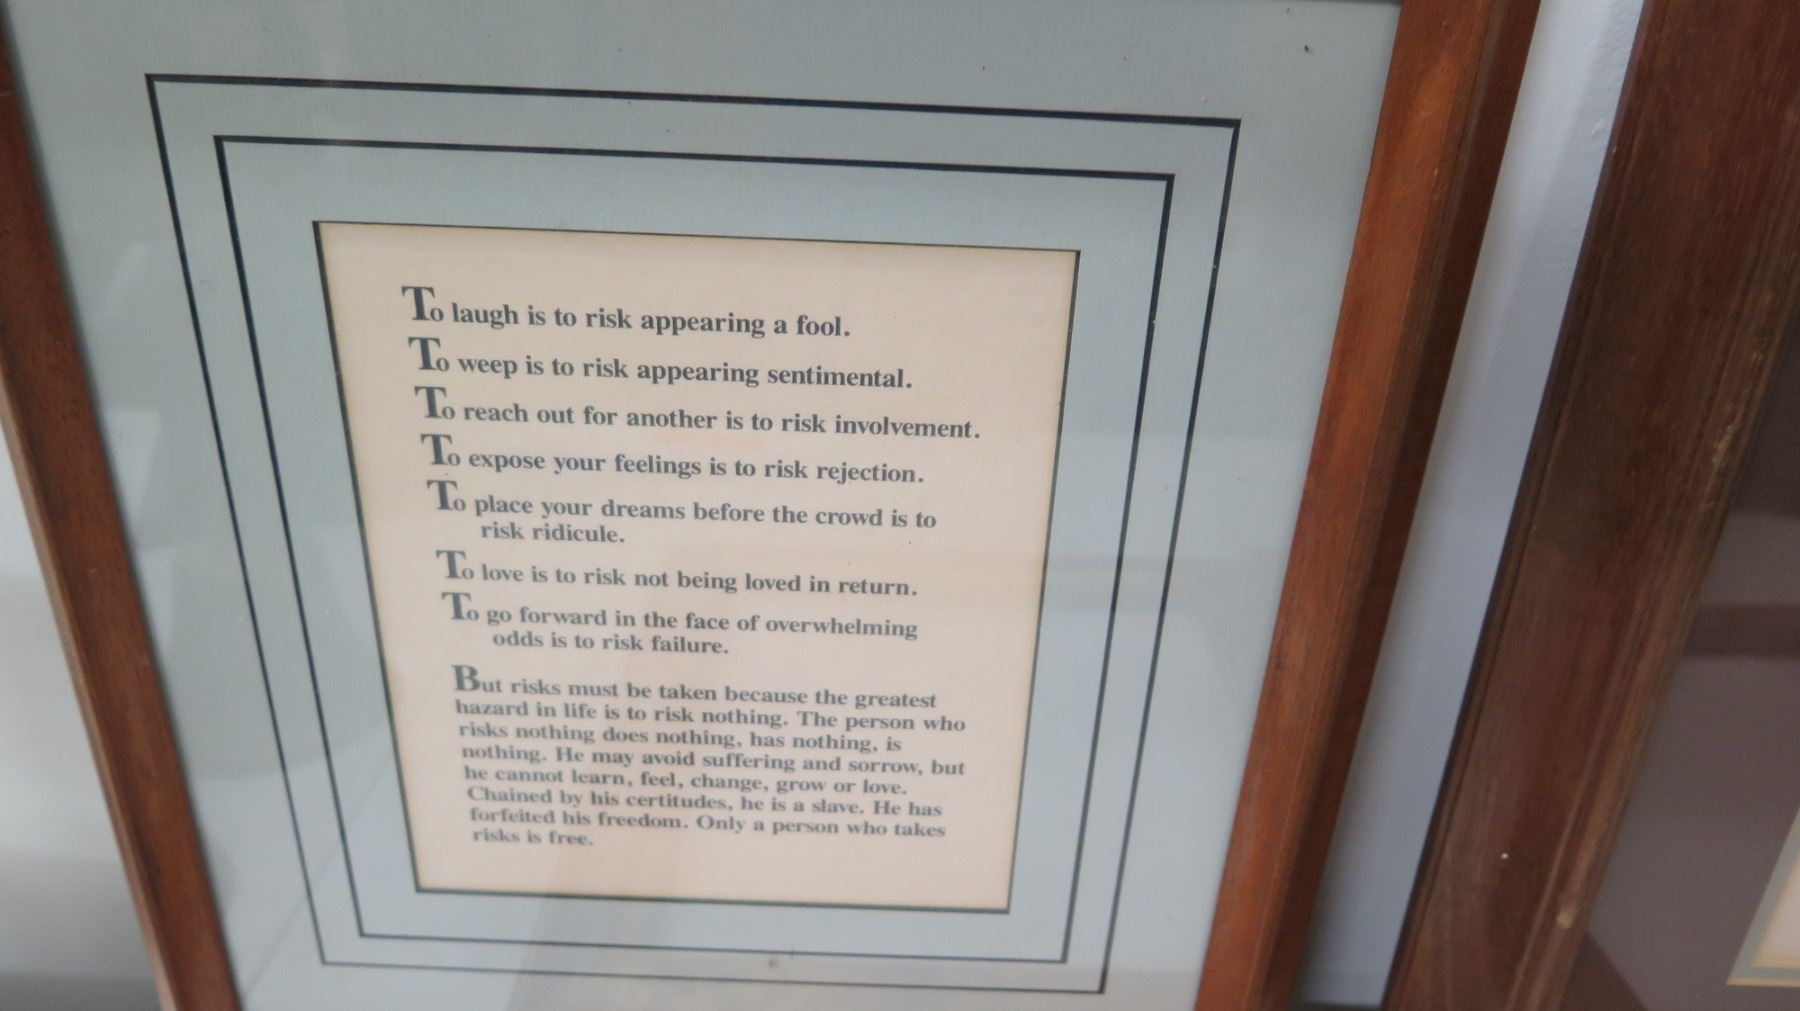 To laugh is to risk appearing a fool.
To weep is to risk appearing sentimental.
To reach out for another is to risk involvement.
To expose your feelings is to risk rejection.
To place your dreams before the crowd is to
risk ridicule.
To love is to risk not being loved in return.
To go forward in the face of overwhelming
odds is to risk failure.
But risks must be taken because the greatest
hazard in life is to risk nothing. The person who
risks nothing does nothing, has nothing, is
nothing. He may avoid suffering and sorrow, but
he cannot learn, feel, change, grow or love.
Chained by his certitudes, he is a slave. He has
forfeited his freedom. Only a person who takes
risks is free.